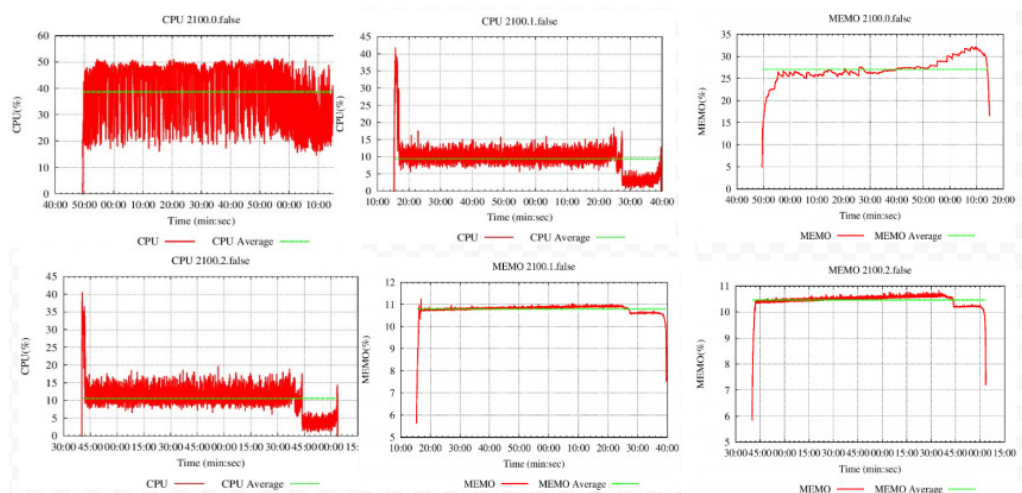 CPU 2100.0.false
60
50
40
30
20
10
0
CPU(%)
40:00 50:00 00:00 10:00 20:00 30:00 40:00 50:00 00:00 10:00
Time (min:sec)
CPU CPU Average
CPU 2100.1.false
45
40
35
30
25
20
15
10
5
0
CPU(%)
10:00 20:00 30:00 40:00 50:00 00:00 10:00 20:00 30:00 40:00
Time (min:sec)
CPU CPU Average
MEMO 2100.0.false
35
30
25
20
15
10
5
0
MEMO(%)
40:00 50:00 00:00 10:00 20:00 30:00 40:00 50:00 00:00 10:00 20:00
Time (min:sec)
MEMO MEMO Average
CPU 2100.2.false
45
40
35
30
25
20
15
10
5
0
CPU(%)
30:00 45:00 00:00 15:00 30:00 45:00 00:00 15:00 30:00 45:00 00:00 15:
Time (min:sec)
CPU CPU Average
MEMO 2100.1.false
12
11
10
9
8
7
6
5
MEMO(%)
10:00 20:00 30:00 40:00 50:00 00:00 10:00 20:00 30:00 40:00
Time (min:sec)
MEMO MEMO Average
MEMO 2100.2.false
11
10
9
8
7
6
5
MEMO(%)
30:00 45:00 00:00 15:00 30:00 45:00 00:00 15:00 30:00 45:00 00:00 15:00
Time (min:sec)
MEMO MEMO Average